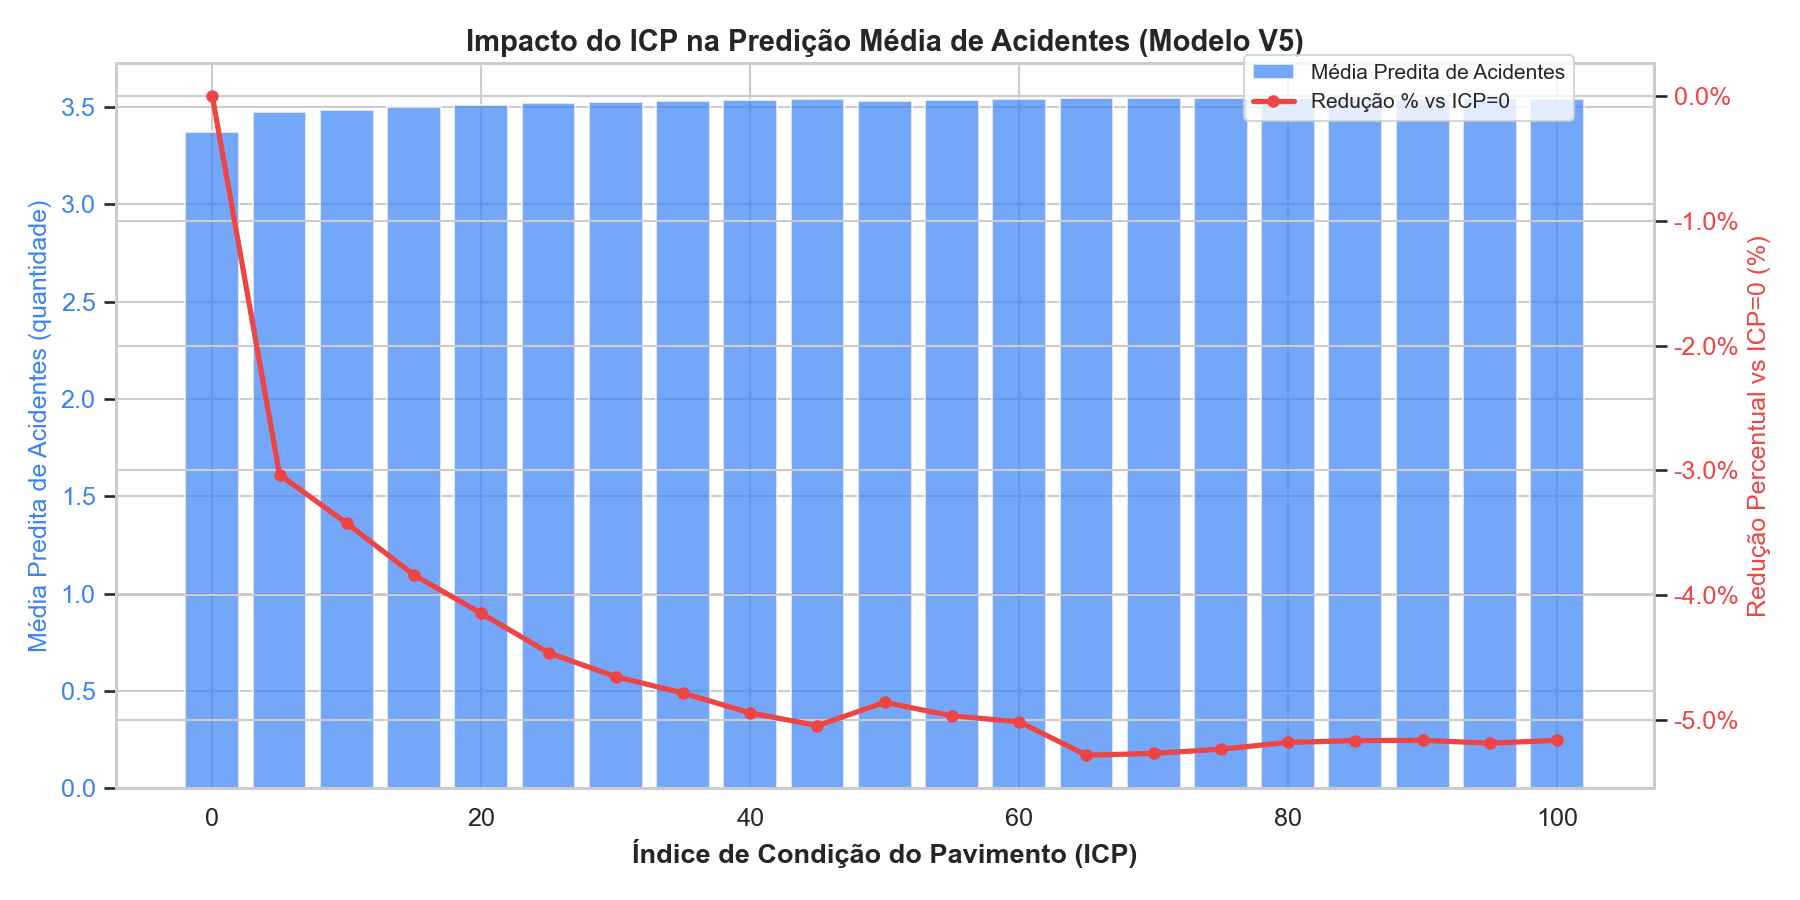 Impacto do ICP na Predição Média de Acidentes (Modelo V5)
Média Predita de Acidentes
Redução % vs ICP=0
Média Predita de Acidentes (quantidade)
3.5
3.0
2.5
2.0
1.5
1.0
0.5
0.0
0.0%
-1.0%
-2.0%
-3.0%
-4.0%
-5.0%
Redução Percentual vs ICP=0 (%)
0 20 40 60 80 100
Índice de Condição do Pavimento (ICP)